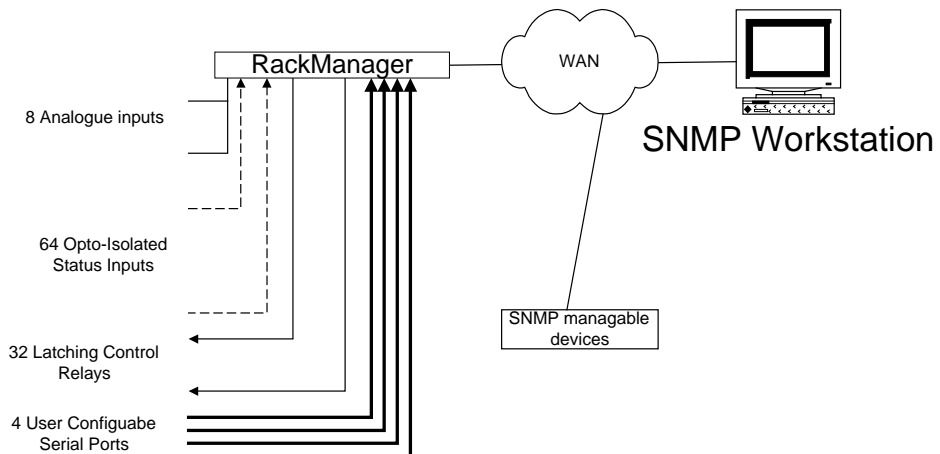 RackManager
WAN
8 Analogue inputs
SNMP Workstation
64 Opto-Isolated
Status Inputs
SNMP managable
devices
32 Latching Control
Relays
4 User Configuabe
Serial Ports